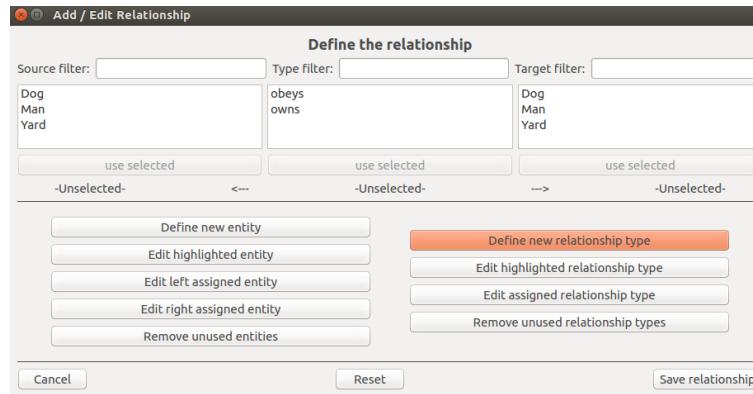 Add / Edit Relationship
Define the relationship
Source filter: Type filter: Target filter:
Dog obeys Dog
Man owns Man
Yard Yard
use selected use selected use selected
-Unselected- <--- -Unselected- ---> -Unselected-
Define new entity
Define new relationship type
Edit highlighted entity
Edit highlighted relationship type
Edit left assigned entity
Edit assigned relationship type
Edit right assigned entity
Remove unused relationship types
Remove unused entities
Cancel Reset Save relationship